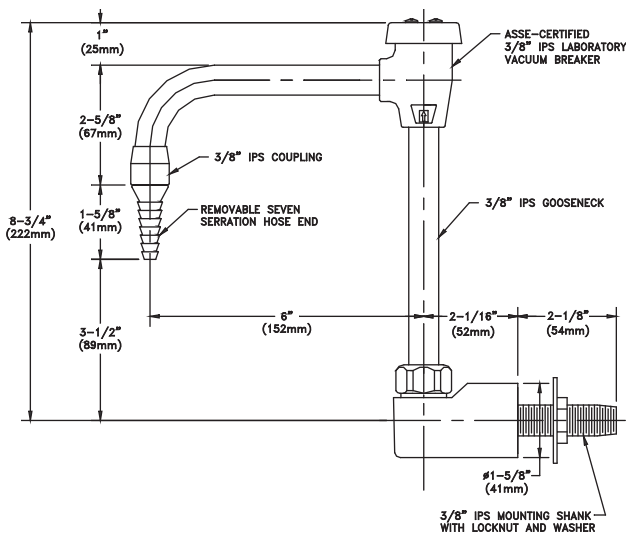 1"
(25mm)
ASSE-CERTIFIED
3/8" IPS LABORATORY
VACUUM BREAKER
2-5/8"
(67mm)
3/8" IPS COUPLING
8-3/4"
(222mm)
1-5/8"
(41mm)
REMOVABLE SEVEN
SERRATION HOSE END
3/8" IPS GOOSENECK
3-1/2"
(89mm)
6"
(152mm)
2-1/16"
(52mm)
2-1/8"
(54mm)
ø1-5/8"
(41mm)
3/8" IPS MOUNTING SHANK
WITH LOCKNUT AND WASHER